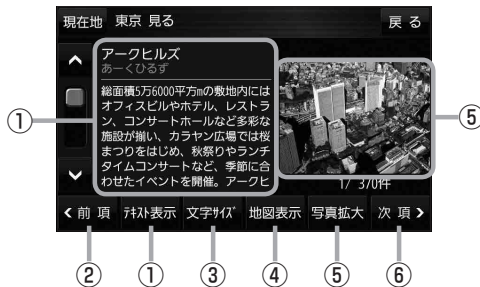 現在地 東京 見る 戻 る
アークヒルズ
あーくひるず
総面積5万6000平方mの敷地内には
オフィスビルやホテル、レストラ
ン、コンサートホールなど多彩な
施設が揃い、カラヤン広場では桜
まつりをはじめ、秋祭りやランチ
タイムコンサートなど、季節に合
わせたイベントを開催。アークヒ
① ⑤
1/ 370件
前 項 ﾃｷｽﾄ表示 文字ｻｲｽﾞ 地図表示 写真拡大 次 項
② ① ③ ④ ⑤ ⑥